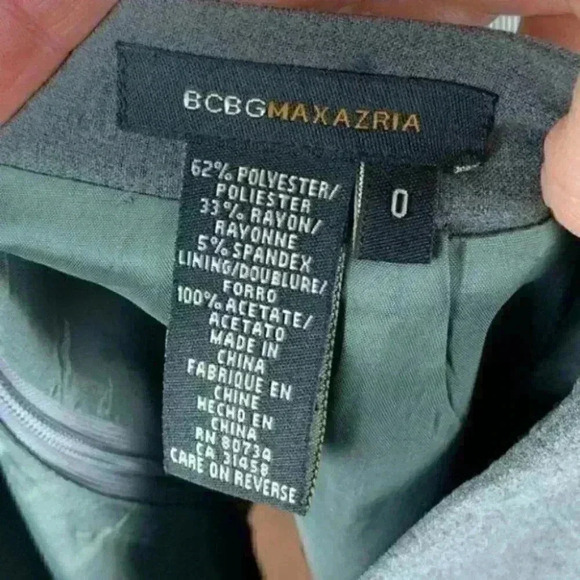 BCBGMAXAZRIA
62% POLYESTER/
POLIESTER
33% RAYON/
RAYONNE
5% SPANDEX
LINING/DOUBLURE/
FORRO
100% ACETATE/
ACETATO
MADE IN
CHINA
FABRIQUE EN
CHINE
HECHO EN
CHINA
RN 80734
CA 31458
CARE ON REVERSE
0